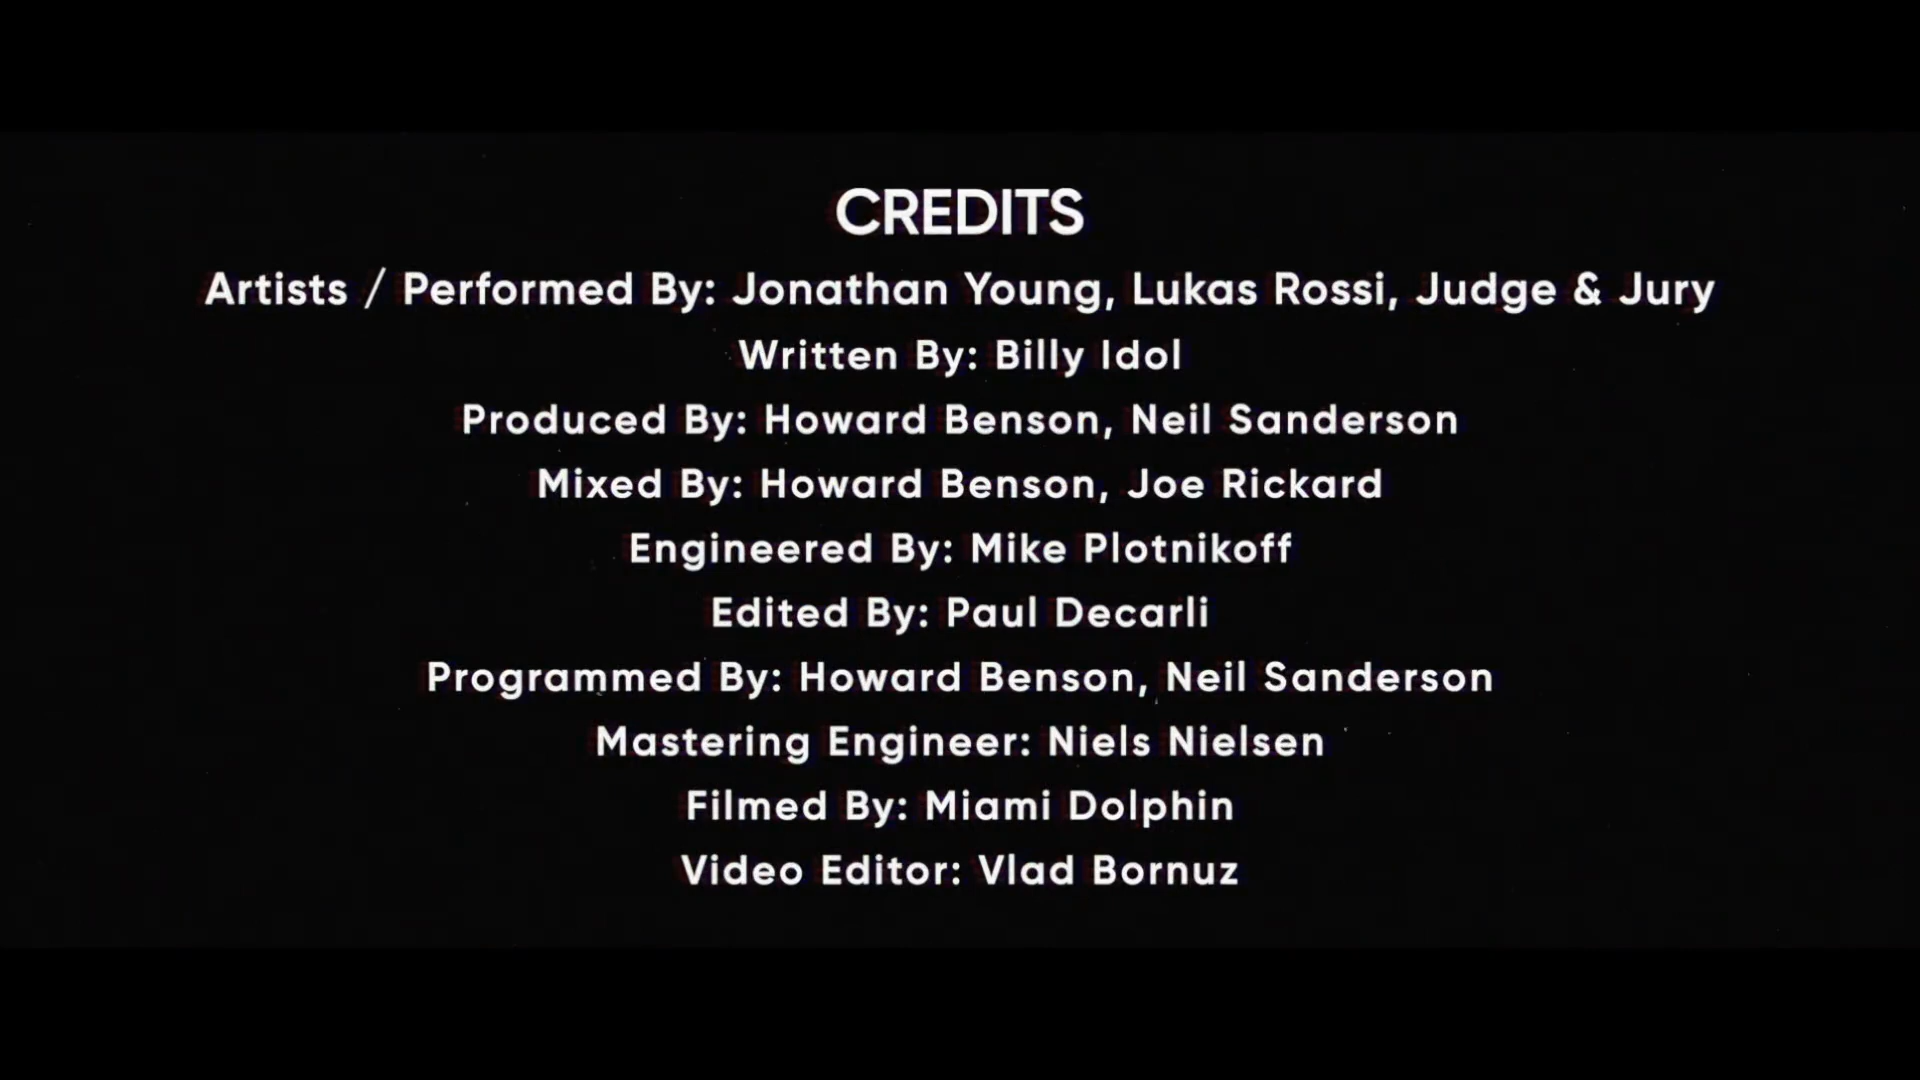 CREDITS
Artists / Performed By: Jonathan Young, Lukas Rossi, Judge & Jury
Written By: Billy Idol
Produced By: Howard Benson, Neil Sanderson
Mixed By: Howard Benson, Joe Rickard
Engineered By: Mike Plotnikoff
Edited By: Paul Decarli
Programmed By: Howard Benson, Neil Sanderson
Mastering Engineer: Niels Nielsen
Filmed By: Miami Dolphin
Video Editor: Vlad Bornuz